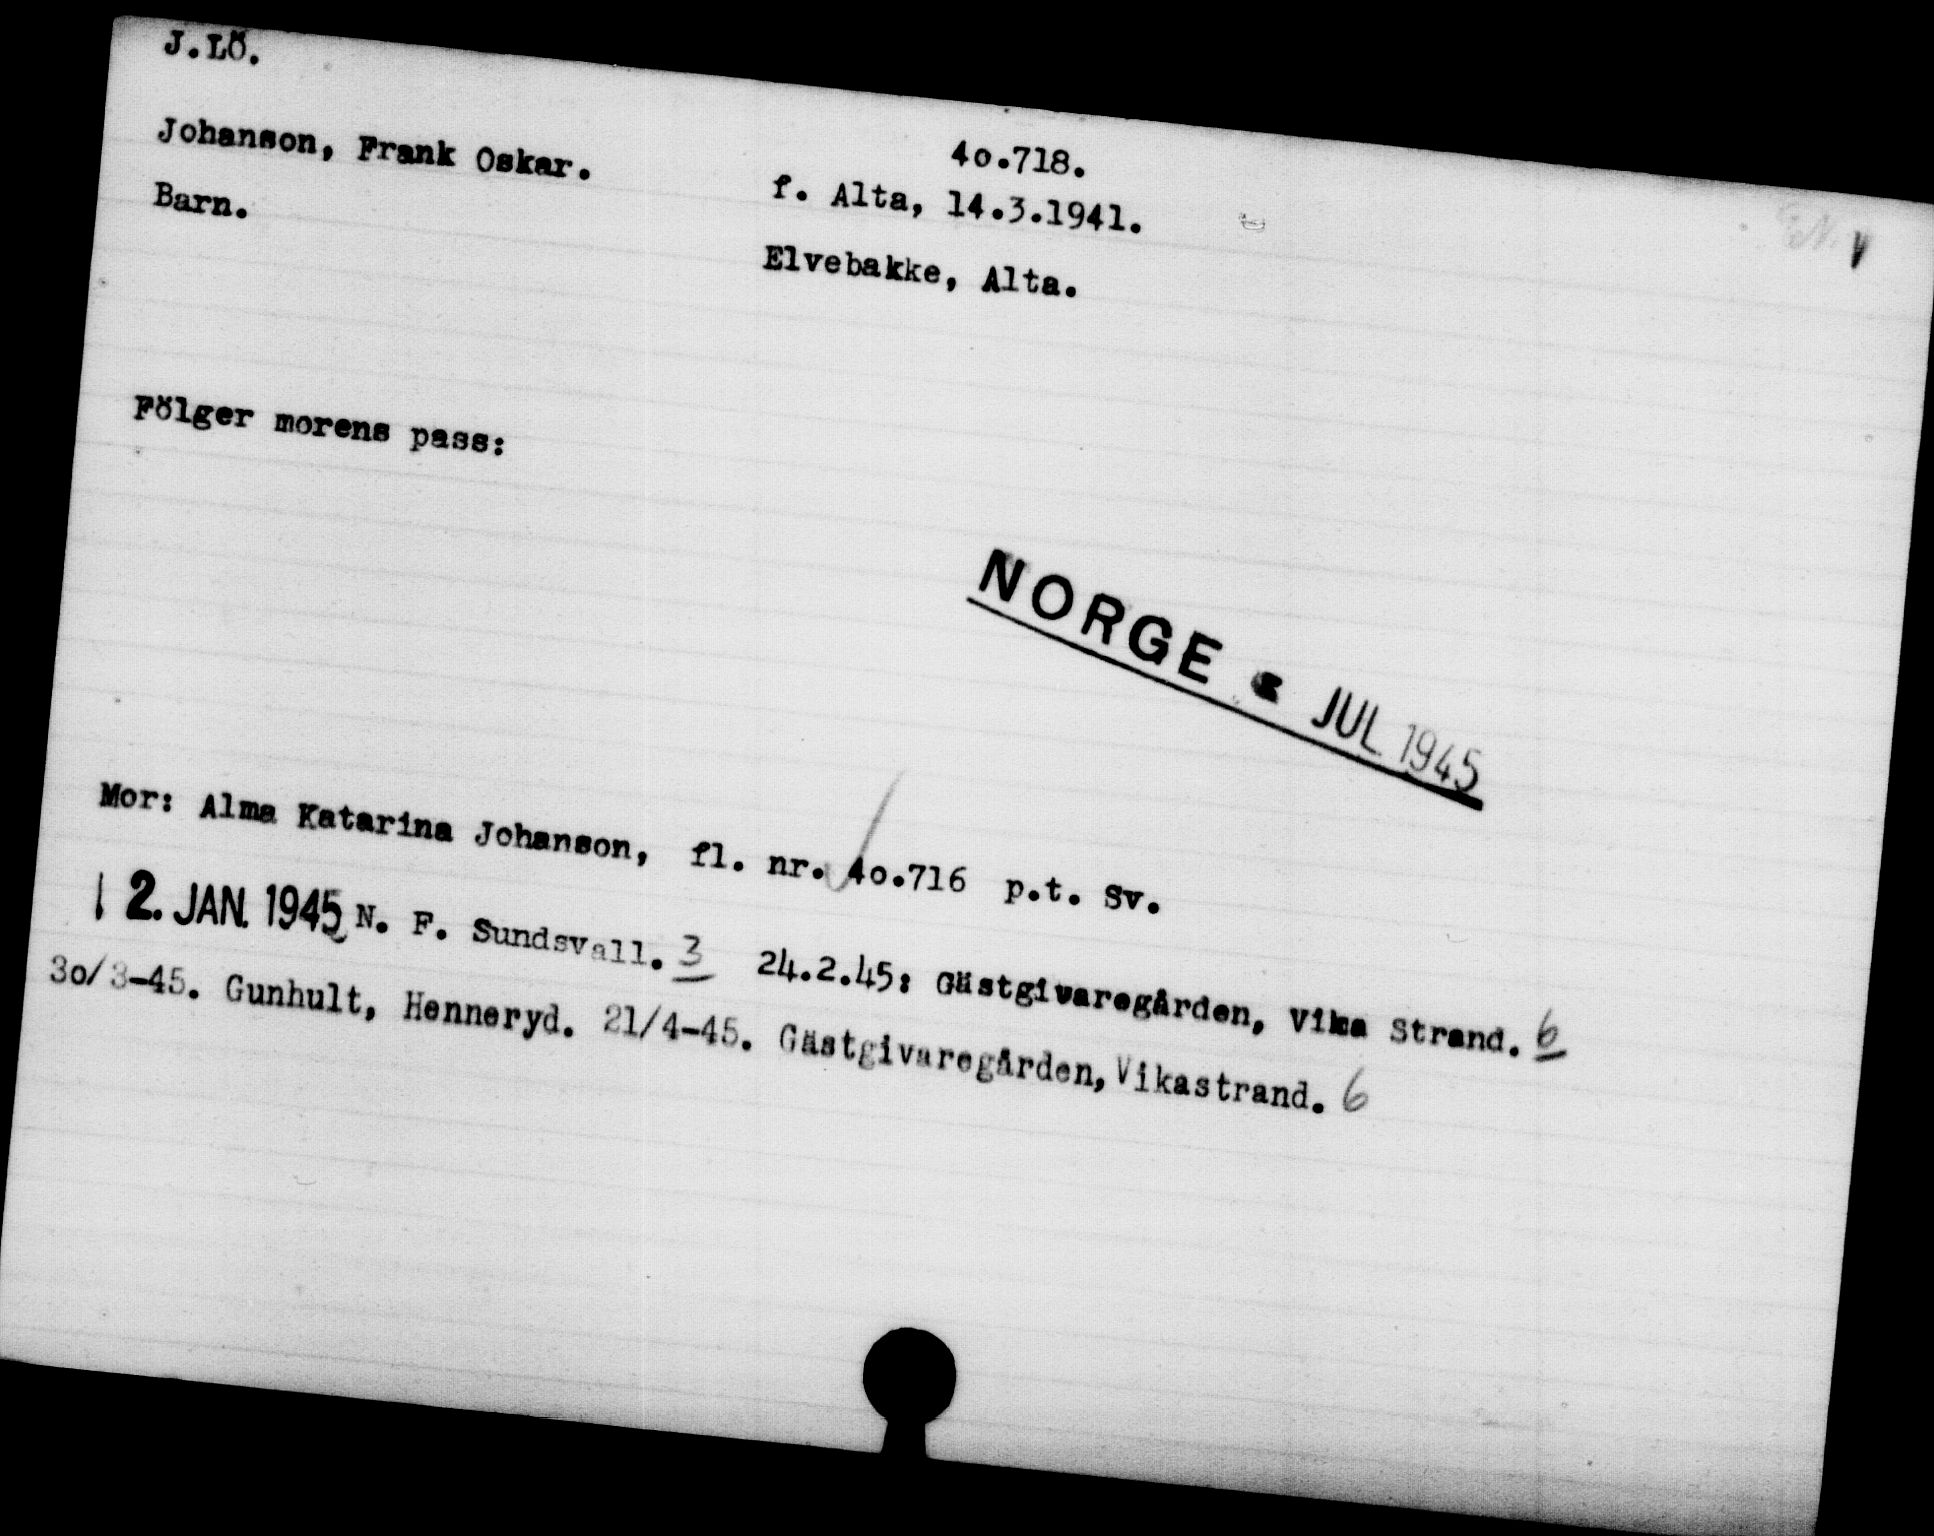 J.LÖ.
40.718.
Johanson, Frank Oskar.
f. Alta, 14.3.1941.
Barn.
Elvebakke, Alta.
Fölger morens pass:
NORGE JUL 1945
Mor: Alma Katarina Johanson, fl. nr. 4o.716 p.t. Sv.
12. JAN. 1945 N. F. Sundsvall. 3 24.2.45: Gästgivaregården, Vika Strand. 6
3o/3-45. Gunhult, Henneryd. 21/4-45. Gästgivaregården, Vikastrand. 6